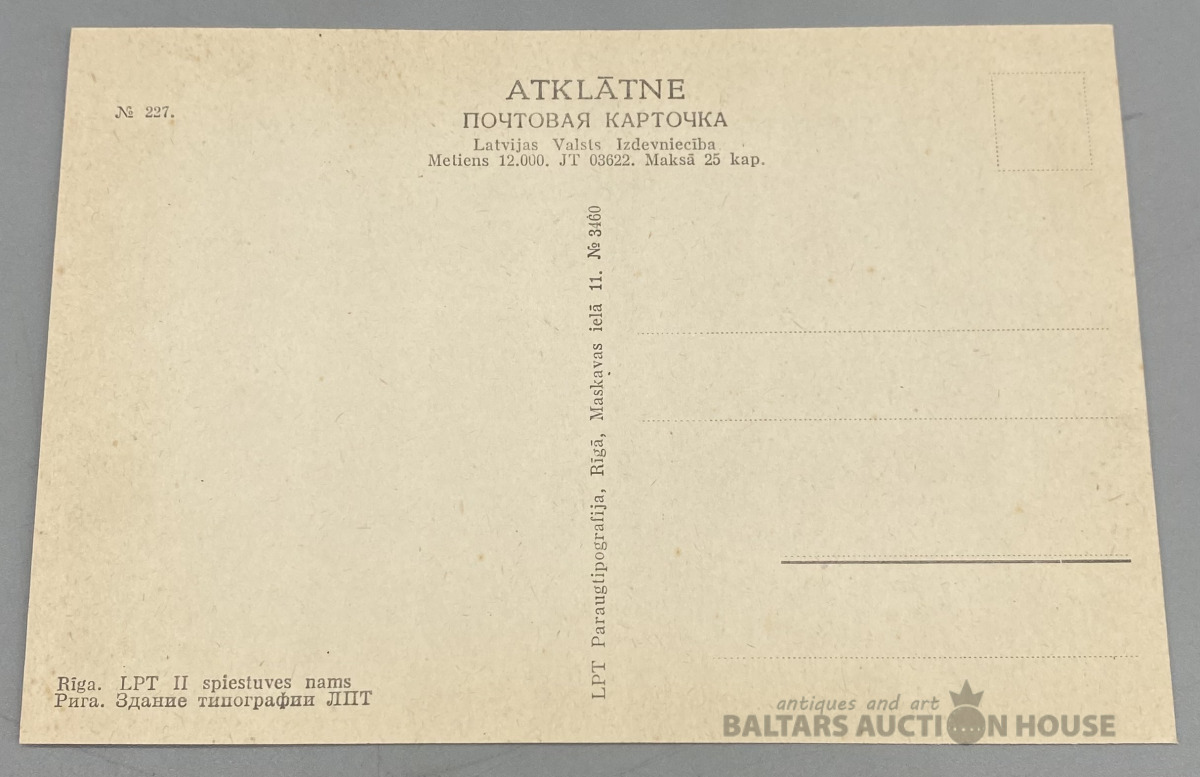 № 227.
ATKLĀTNE
ПОЧТОВАЯ КАРТОЧКА
Latvijas Valsts Izdevniecība
Metiens 12.000. JT 03622. Maksā 25 kap.
LPT Paraugtipografija, Rīgā, Maskavas ielā 11. № 3460
Rīga. LPT II spiestuves nams
Рига. Здание типографии ЛПТ
antiques and art
BALTARS AUCTION HOUSE